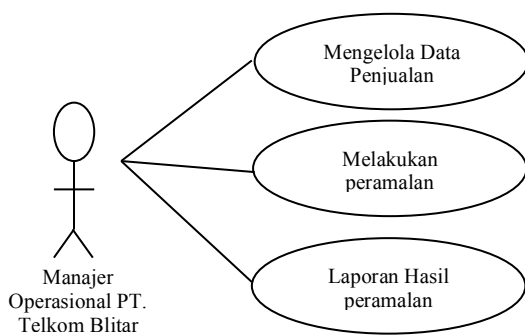 Mengelola Data
Penjualan
Melakukan
peramalan
Laporan Hasil
peramalan
Manajer
Operasional PT.
Telkom Blitar